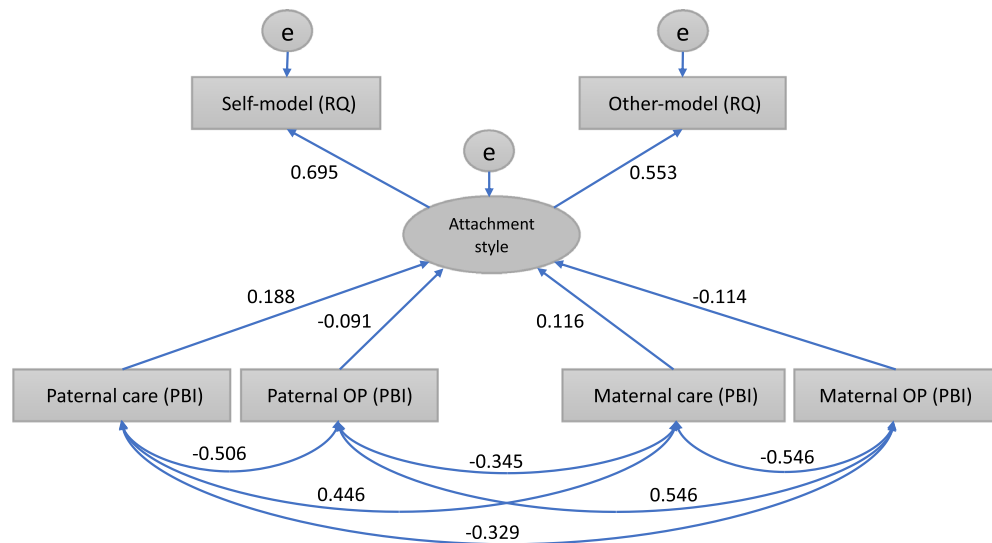 e
e
Self-model (RQ)
Other-model (RQ)
e
0.695
0.553
Attachment
style
0.188
-0.114
-0.091
0.116
Paternal care (PBI)
Paternal OP (PBI)
Maternal care (PBI)
Maternal OP (PBI)
-0.506
-0.345
-0.546
0.446
0.546
-0.329